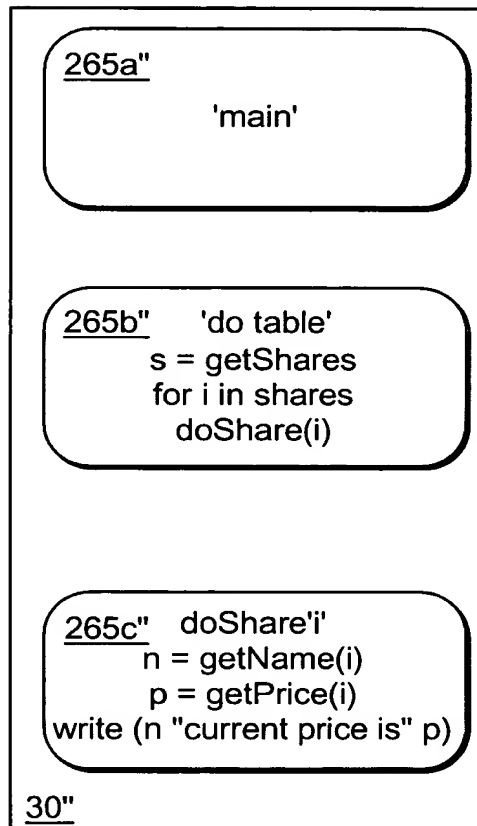 265a"
'main'
265b" 'do table'
s = getShares
for i in shares
doShare(i)
265c" doShare'i'
n = getName(i)
p = getPrice(i)
write (n "current price is" p)
30"